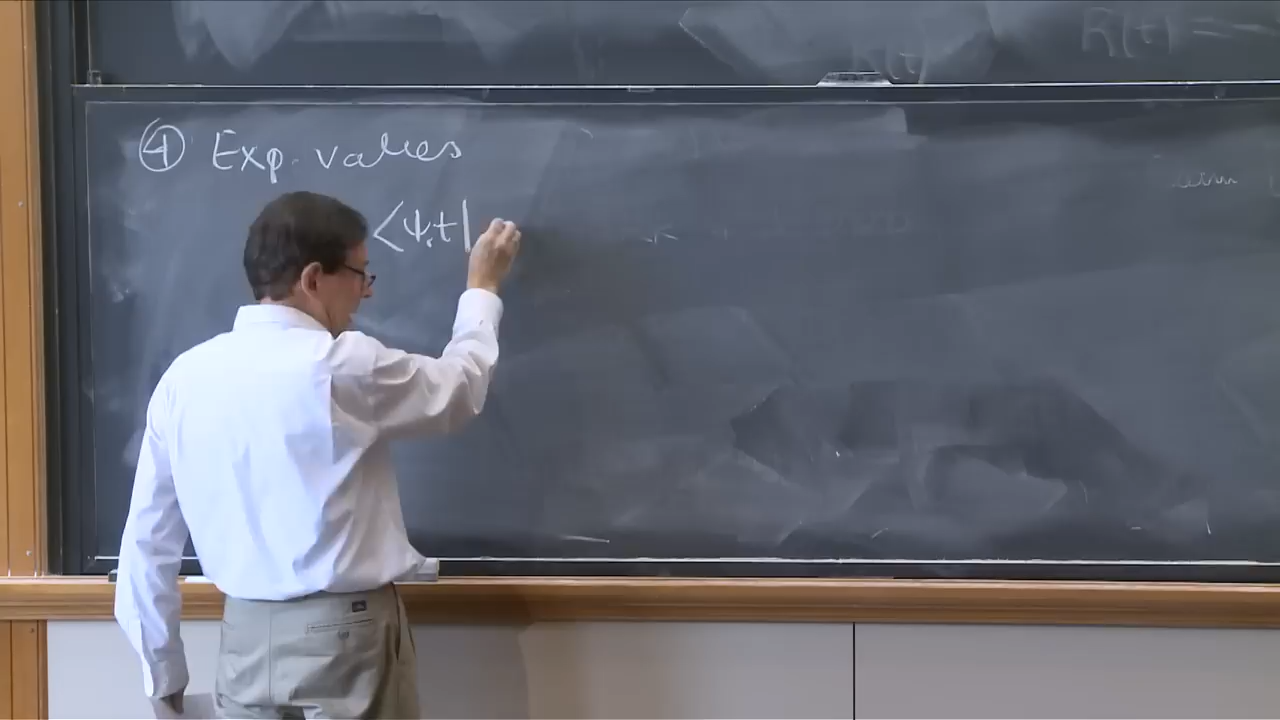 R(t) =
R(t)
④ Exp. values
<ψ,t|